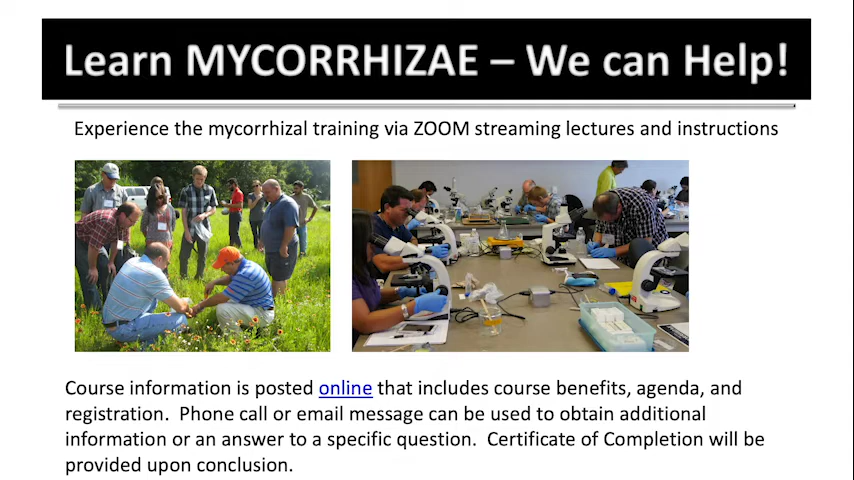 Learn MYCORRHIZAE – We can Help!
Experience the mycorrhizal training via ZOOM streaming lectures and instructions
Course information is posted online that includes course benefits, agenda, and
registration.  Phone call or email message can be used to obtain additional
information or an answer to a specific question.  Certificate of Completion will be
provided upon conclusion.